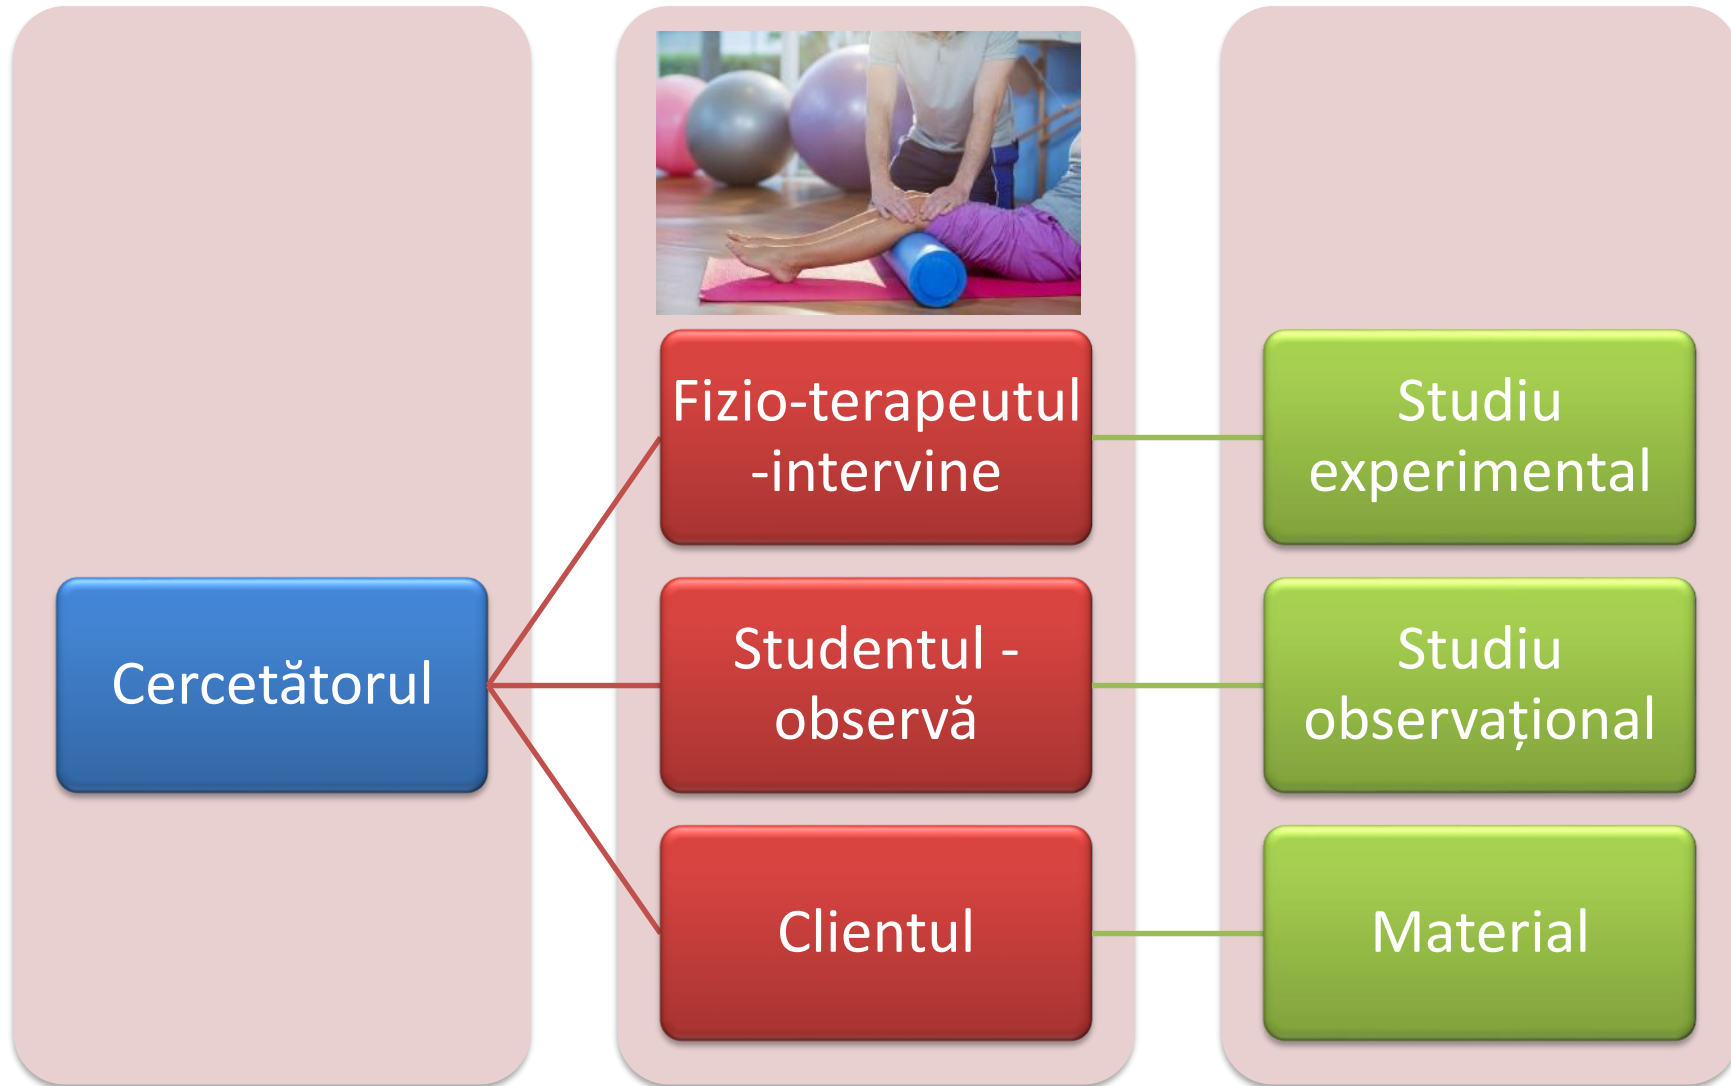 Cercetătorul
Fizio-terapeutul
-intervine
Studentul -
observă
Clientul
Studiu
experimental
Studiu
observațional
Material